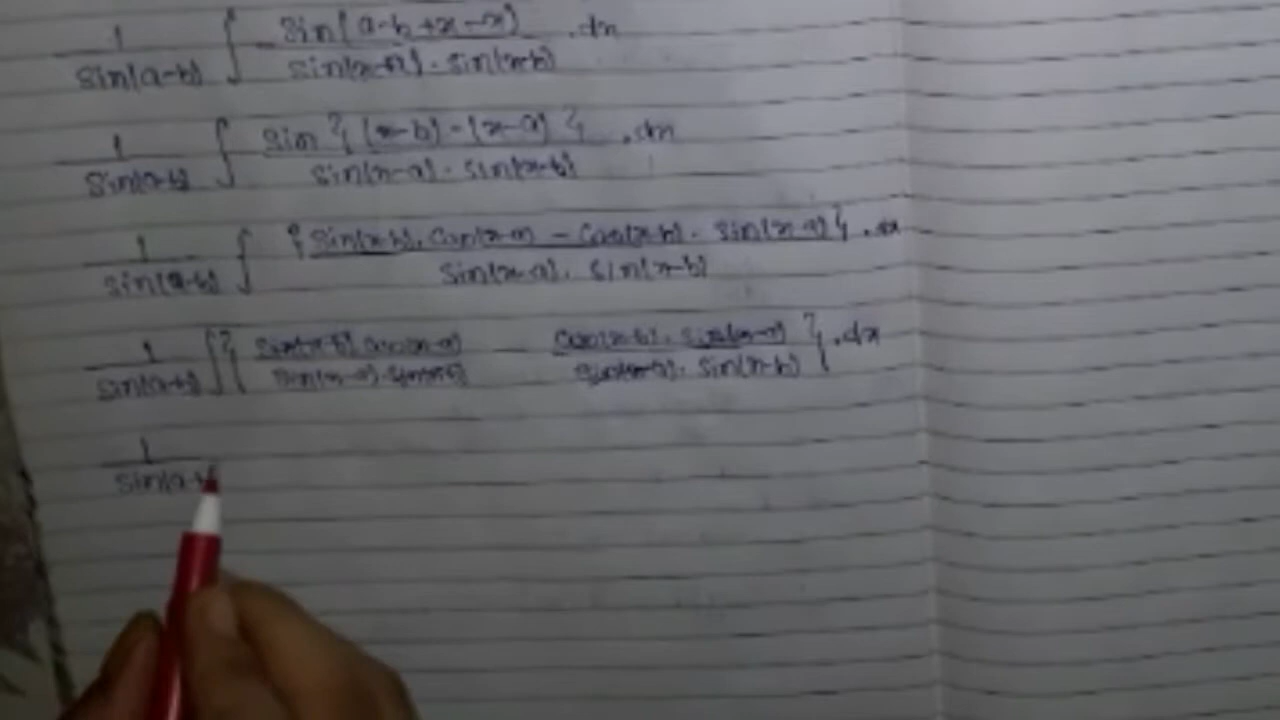 1/sin(a-b) ∫ sin(a-b+x-x)/sin(x-a).sin(x-b) .dx
1/sin(a-b) ∫ sin{(x-b)-(x-a)}/sin(x-a).sin(x-b) .dx
1/sin(a-b) ∫ {sin(x-b).cos(x-a) - cos(x-b).sin(x-a)}/sin(x-a).sin(x-b) .dx
1/sin(a-b) ∫{ sin(x-b).cos(x-a)/sin(x-a).sin(x-b) - cos(x-b).sin(x-a)/sin(x-a).sin(x-b) }.dx
1/sin(a-b